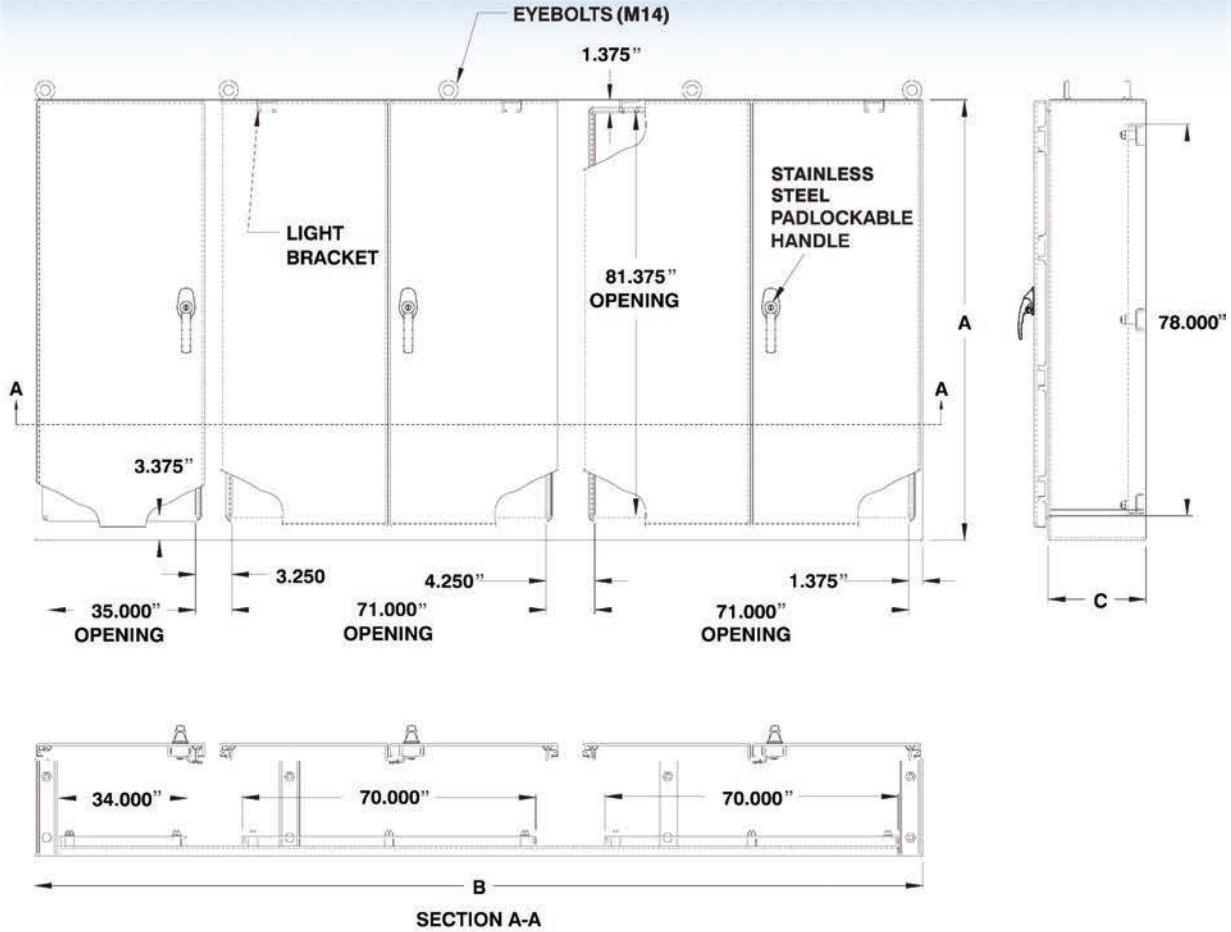 EYEBOLTS (M14)
1.375”
STAINLESS
STEEL
PADLOCKABLE
HANDLE
LIGHT
BRACKET
81.375”
OPENING
A
78.000”
A
A
3.375”
3.250
4.250”
1.375”
C
35.000”
OPENING
71.000”
OPENING
71.000”
OPENING
34.000”
70.000”
70.000”
B
SECTION A-A